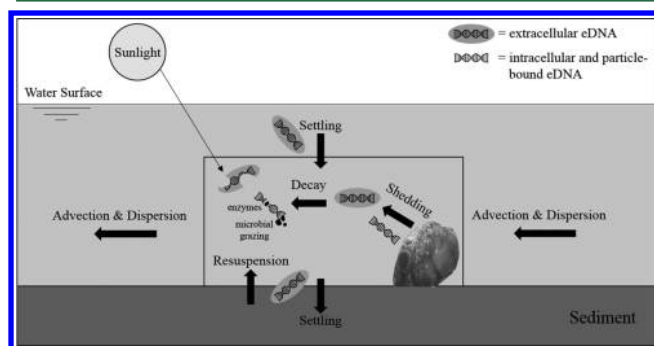 Sunlight
= extracellular eDNA
= intracellular and particle-
bound eDNA
Water Surface
Settling
Decay
Shedding
enzymes
microbial
grazing
Advection & Dispersion
Advection & Dispersion
Resuspension
Settling
Sediment